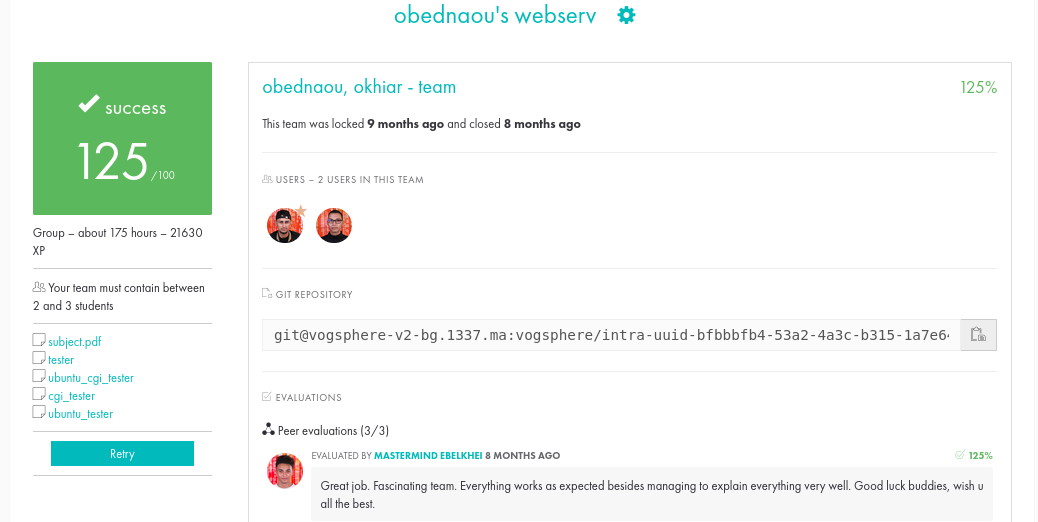 obednaou's webserv
success
125 /100
Group – about 175 hours – 21630
XP
Your team must contain between
2 and 3 students
subject.pdf
tester
ubuntu_cgi_tester
cgi_tester
ubuntu_tester
Retry
obednaou, okhiar - team 125%
This team was locked 9 months ago and closed 8 months ago
USERS – 2 USERS IN THIS TEAM
GIT REPOSITORY
git@vogsphere-v2-bg.1337.ma:vogsphere/intra-uuid-bfbbbfb4-53a2-4a3c-b315-1a7e6
EVALUATIONS
Peer evaluations (3/3)
EVALUATED BY MASTERMIND EBELKHEI 8 MONTHS AGO 125%
Great job. Fascinating team. Everything works as expected besides managing to explain everything very well. Good luck buddies, wish u
all the best.